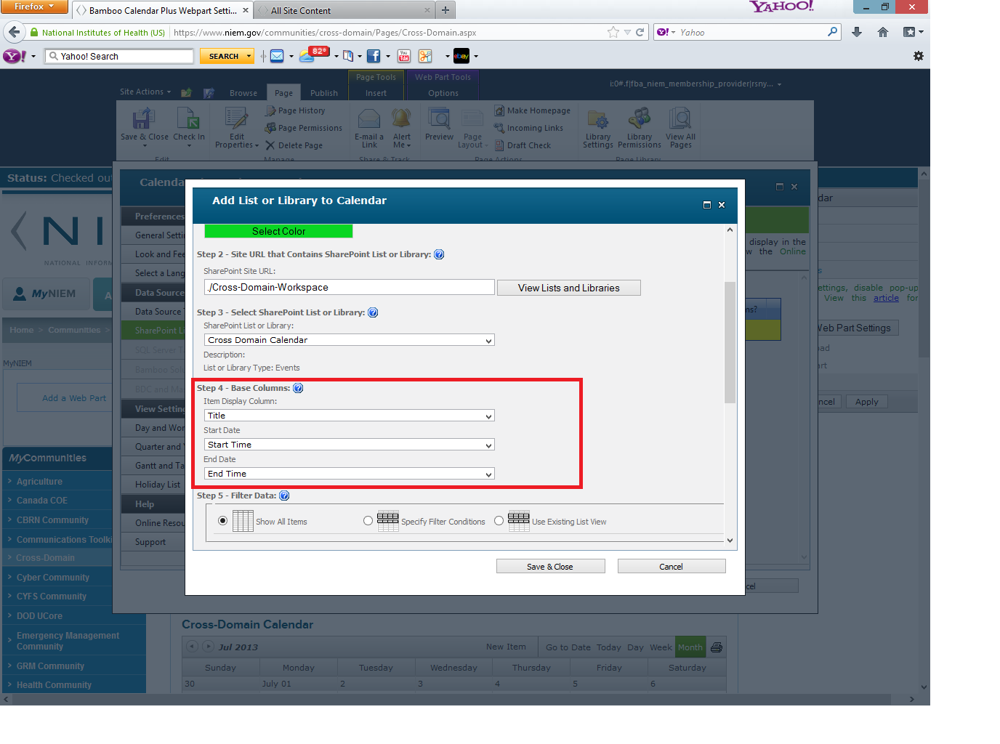 Firefox
Bamboo Calendar Plus Webpart Setti...
All Site Content
YAHOO!
National Institutes of Health (US)
https://www.niem.gov/communities/cross-domain/Pages/Cross-Domain.aspx
Yahoo
Yahoo! Search
SEARCH
82°
ebay
Page Tools
Web Part Tools
i:0#.f|fba_niem_membership_provider|rsny...
Site Actions
Browse
Page
Publish
Insert
Options
Save & Close
Check In
Edit Properties
Page History
Page Permissions
Delete Page
E-mail a Link
Alert Me
Preview
Page Layout
Make Homepage
Incoming Links
Draft Check
Library Settings
Library Permissions
View All Pages
Edit
Manage
Share & Track
Page Actions
Page Library
Status: Checked out
Calenda
dar
Add List or Library to Calendar
Select Color
Step 2 - Site URL that Contains SharePoint List or Library:
SharePoint Site URL:
./Cross-Domain-Workspace
View Lists and Libraries
Step 3 - Select SharePoint List or Library:
SharePoint List or Library:
Cross Domain Calendar
Description:
List or Library Type: Events
Step 4 - Base Columns:
Item Display Column:
Title
Start Date
Start Time
End Date
End Time
Step 5 - Filter Data:
Show All Items
Specify Filter Conditions
Use Existing List View
Save & Close
Cancel
NI
NATIONAL INFORM
MyNIEM
A
Home > Communities >
MyNIEM
Add a Web Part
MyCommunities
Agriculture
Canada COE
CBRN Community
Communications Toolki
Cross-Domain
Cyber Community
CYFS Community
DOD UCore
Emergency Management
Community
GRM Community
Health Community
Preferences
General Setti
Look and Fee
Select a Lang
Data Source
Data Source
SharePoint Li
SQL Server T
Bamboo Solu
BDC and Me
View Setting
Day and Wor
Quarter and
Gantt and Ta
Holiday List
Help
Online Resou
Support
display in the
w the Online
s
ettings, disable pop-up
View this article for
ns?
Web Part Settings
oad
art
ncel
Apply
cel
Cross-Domain Calendar
Jul 2013
New Item
Go to Date
Today
Day
Week
Month
Sunday
Monday
Tuesday
Wednesday
Thursday
Friday
Saturday
30
July 01
2
3
4
5
6